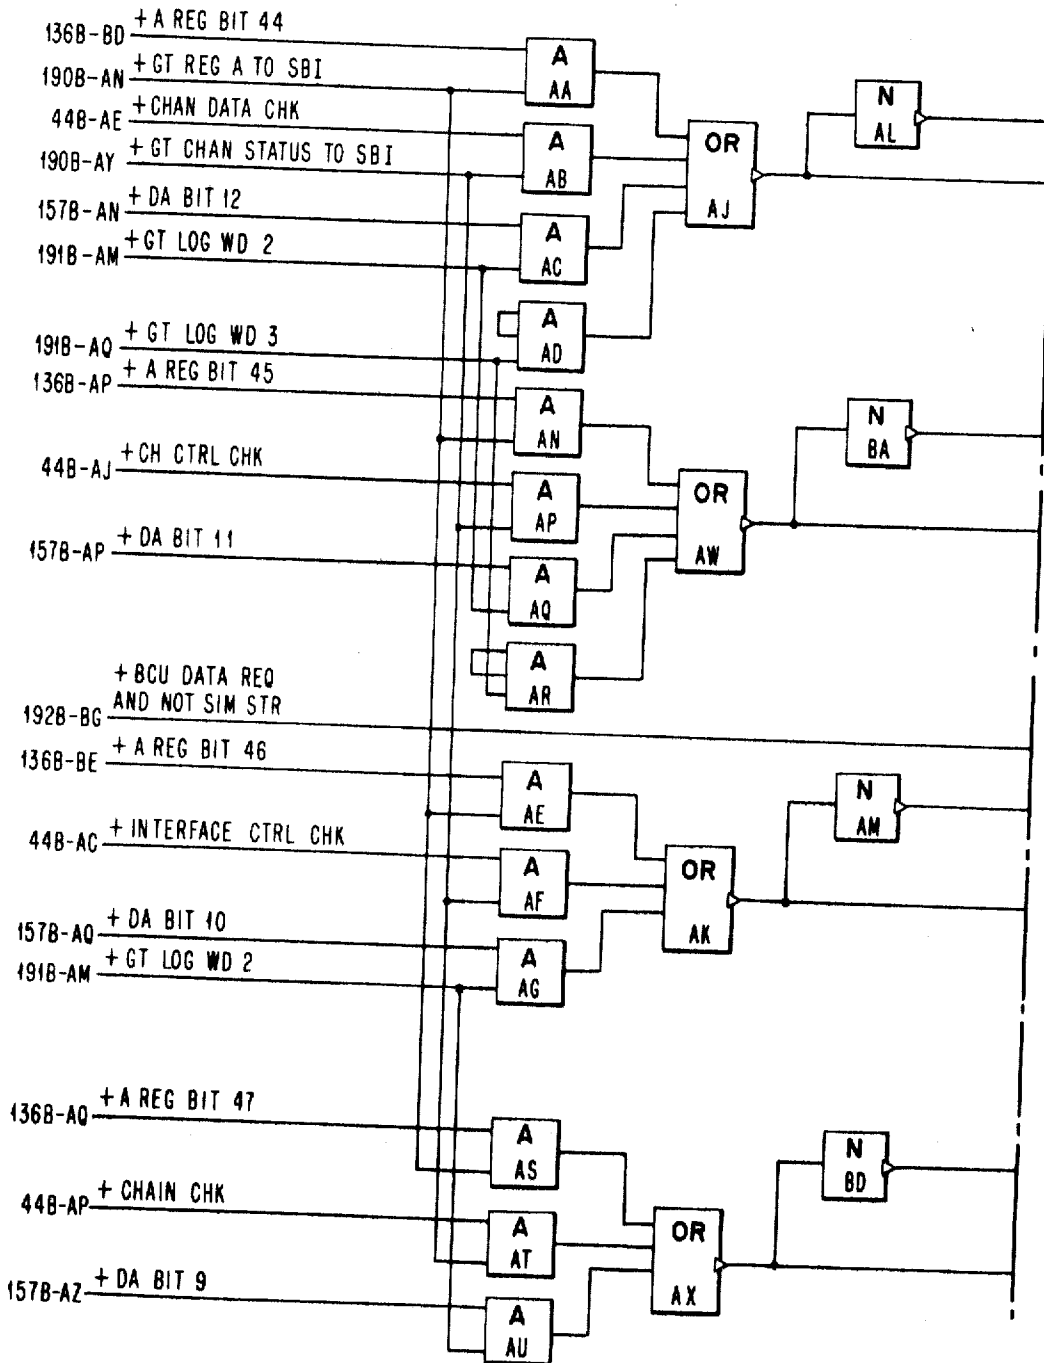 136B-BD + A REG BIT 44
A
AA
190B-AN + GT REG A TO SBI
44B-AE + CHAN DATA CHK
A
AB
190B-AY + GT CHAN STATUS TO SBI
157B-AN + DA BIT 12
A
AC
191B-AM + GT LOG WD 2
A
AD
OR
AJ
N
AL
191B-AQ + GT LOG WD 3
136B-AP + A REG BIT 45
A
AN
44B-AJ + CH CTRL CHK
A
AP
157B-AP + DA BIT 11
A
AQ
A
AR
OR
AW
N
BA
+ BCU DATA REQ
192B-BG AND NOT SIM STR
136B-BE + A REG BIT 46
A
AE
44B-AC + INTERFACE CTRL CHK
A
AF
157B-AQ + DA BIT 10
191B-AM + GT LOG WD 2
A
AG
OR
AK
N
AM
136B-AQ + A REG BIT 47
A
AS
44B-AP + CHAIN CHK
A
AT
157B-AZ + DA BIT 9
A
AU
OR
AX
N
BD